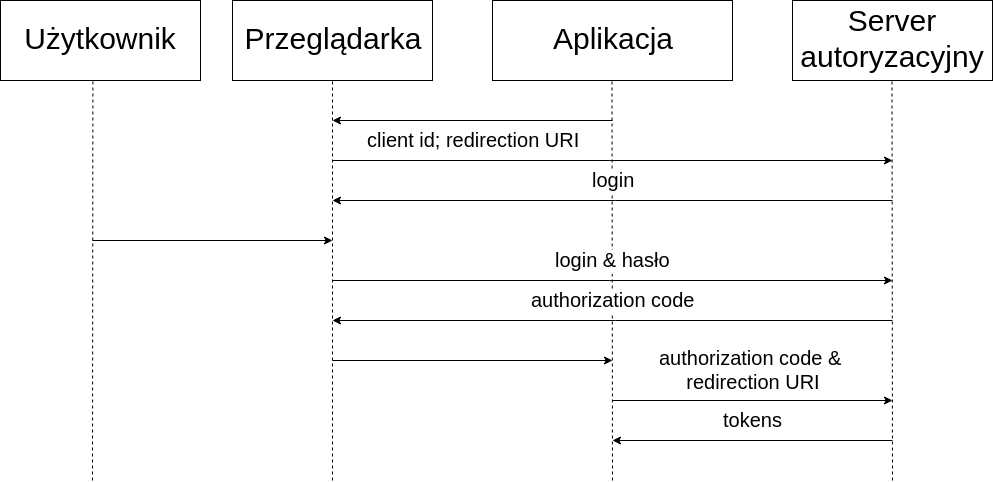 Użytkownik
Przeglądarka
Aplikacja
Server
autoryzacyjny
client id; redirection URI
login
login & hasło
authorization code
authorization code &
redirection URI
tokens